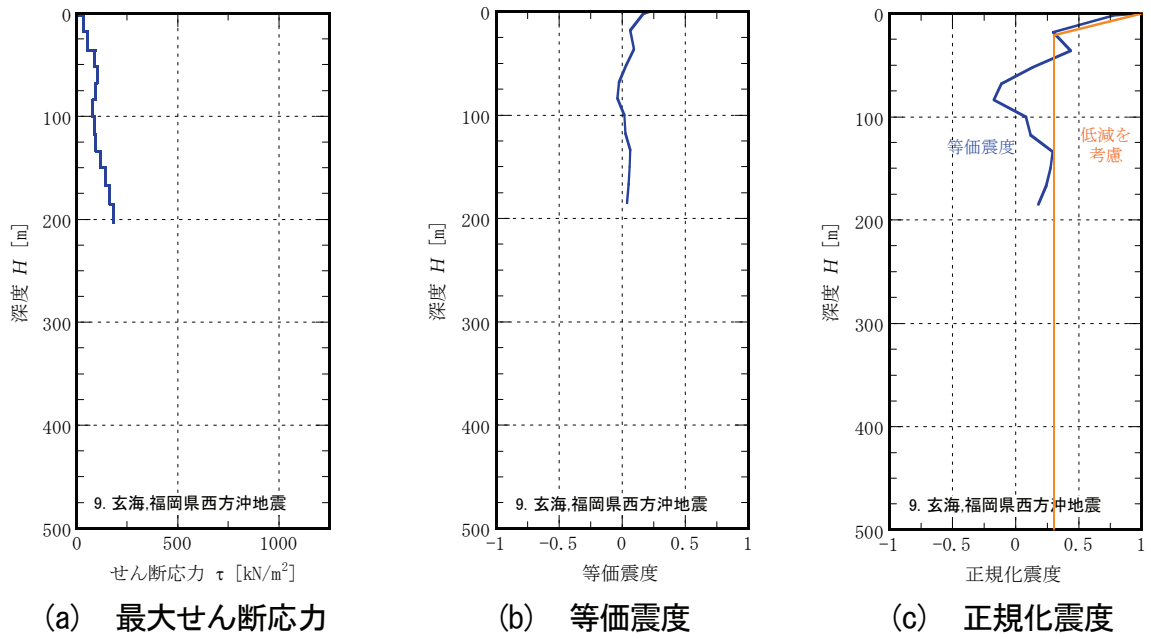 0
100
200
300
400
500
深度 H [m]
9. 玄海,福岡県西方沖地震
0
500
1000
せん断応力 τ [kN/m²]
(a) 最大せん断応力
0
100
200
300
400
500
深度 H [m]
9. 玄海,福岡県西方沖地震
-1
-0.5
0
0.5
1
等価震度
(b) 等価震度
0
100
200
300
400
500
深度 H [m]
等価震度
低減を
考慮
9. 玄海,福岡県西方沖地震
-1
-0.5
0
0.5
1
正規化震度
(c) 正規化震度